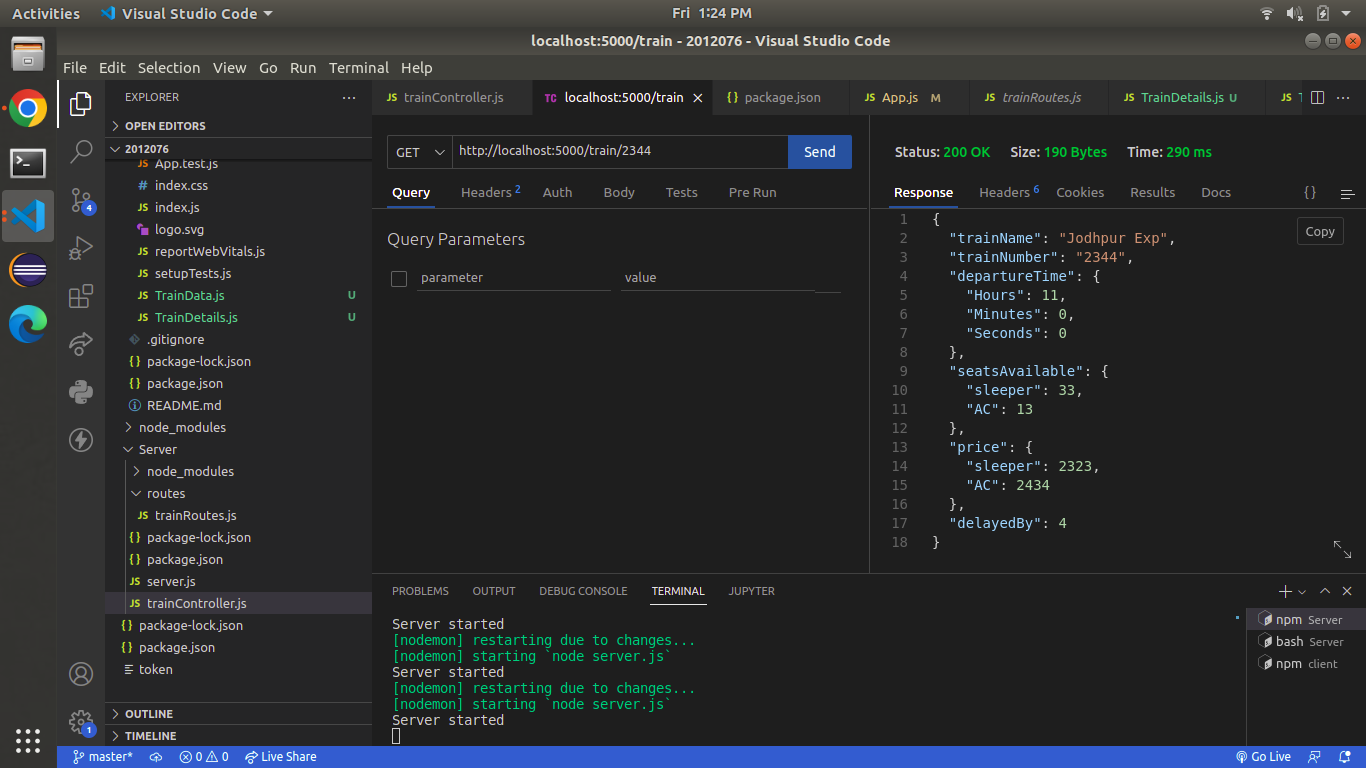 Activities Visual Studio Code Fri 1:24 PM
localhost:5000/train - 2012076 - Visual Studio Code
File Edit Selection View Go Run Terminal Help
EXPLORER
OPEN EDITORS
2012076
JS App.test.js
# index.css
JS index.js
logo.svg
JS reportWebVitals.js
JS setupTests.js
JS TrainData.js U
JS TrainDetails.js U
.gitignore
{} package-lock.json
{} package.json
README.md
node_modules
Server
node_modules
routes
JS trainRoutes.js
{} package-lock.json
{} package.json
JS server.js
JS trainController.js
{} package-lock.json
{} package.json
token
OUTLINE
TIMELINE
4
1
JS trainController.js TC localhost:5000/train {} package.json JS App.js M JS trainRoutes.js JS TrainDetails.js U JS
GET http://localhost:5000/train/2344 Send
Query Headers 2 Auth Body Tests Pre Run
Query Parameters
parameter value
Status: 200 OK Size: 190 Bytes Time: 290 ms
Response Headers 6 Cookies Results Docs {}
Copy
1 {
2 "trainName": "Jodhpur Exp",
3 "trainNumber": "2344",
4 "departureTime": {
5 "Hours": 11,
6 "Minutes": 0,
7 "Seconds": 0
8 },
9 "seatsAvailable": {
10 "sleeper": 33,
11 "AC": 13
12 },
13 "price": {
14 "sleeper": 2323,
15 "AC": 2434
16 },
17 "delayedBy": 4
18 }
PROBLEMS OUTPUT DEBUG CONSOLE TERMINAL JUPYTER
Server started
[nodemon] restarting due to changes...
[nodemon] starting `node server.js`
Server started
[nodemon] restarting due to changes...
[nodemon] starting `node server.js`
Server started
npm Server
bash Server
npm client
master* 0 0 Live Share Go Live